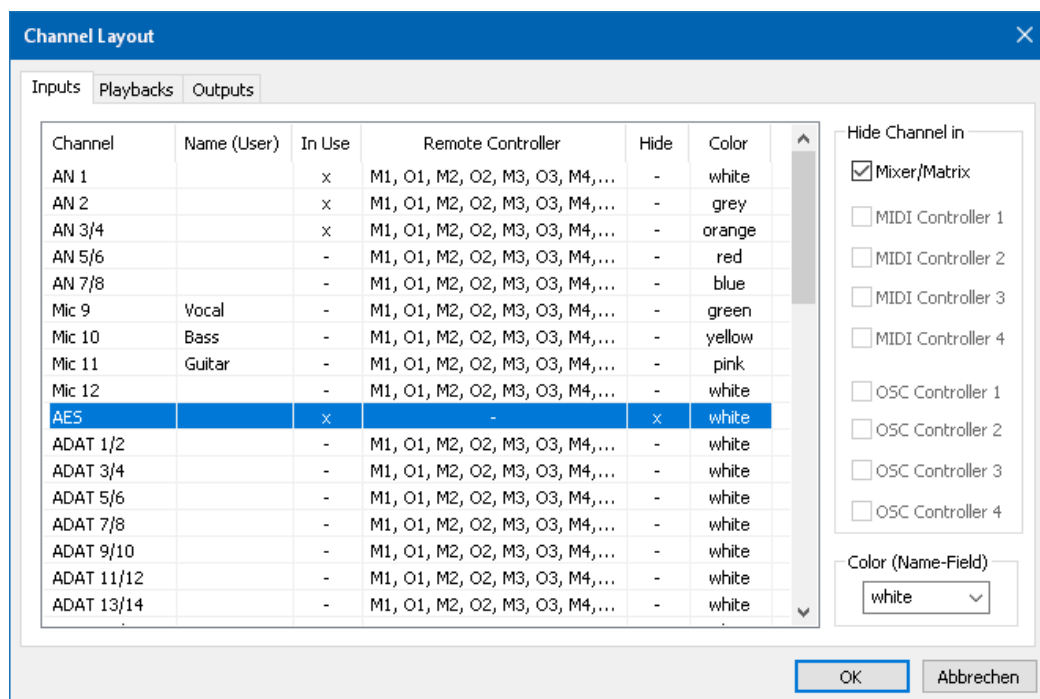 Channel Layout
Inputs Playbacks Outputs
Channel Name (User) In Use Remote Controller Hide Color
AN 1 x M1, O1, M2, O2, M3, O3, M4,... - white
AN 2 x M1, O1, M2, O2, M3, O3, M4,... - grey
AN 3/4 x M1, O1, M2, O2, M3, O3, M4,... - orange
AN 5/6 - M1, O1, M2, O2, M3, O3, M4,... - red
AN 7/8 - M1, O1, M2, O2, M3, O3, M4,... - blue
Mic 9 Vocal - M1, O1, M2, O2, M3, O3, M4,... - green
Mic 10 Bass - M1, O1, M2, O2, M3, O3, M4,... - yellow
Mic 11 Guitar - M1, O1, M2, O2, M3, O3, M4,... - pink
Mic 12 - M1, O1, M2, O2, M3, O3, M4,... - white
AES x - x white
ADAT 1/2 - M1, O1, M2, O2, M3, O3, M4,... - white
ADAT 3/4 - M1, O1, M2, O2, M3, O3, M4,... - white
ADAT 5/6 - M1, O1, M2, O2, M3, O3, M4,... - white
ADAT 7/8 - M1, O1, M2, O2, M3, O3, M4,... - white
ADAT 9/10 - M1, O1, M2, O2, M3, O3, M4,... - white
ADAT 11/12 - M1, O1, M2, O2, M3, O3, M4,... - white
ADAT 13/14 - M1, O1, M2, O2, M3, O3, M4,... - white
Hide Channel in
Mixer/Matrix
MIDI Controller 1
MIDI Controller 2
MIDI Controller 3
MIDI Controller 4
OSC Controller 1
OSC Controller 2
OSC Controller 3
OSC Controller 4
Color (Name-Field)
white
OK Abbrechen